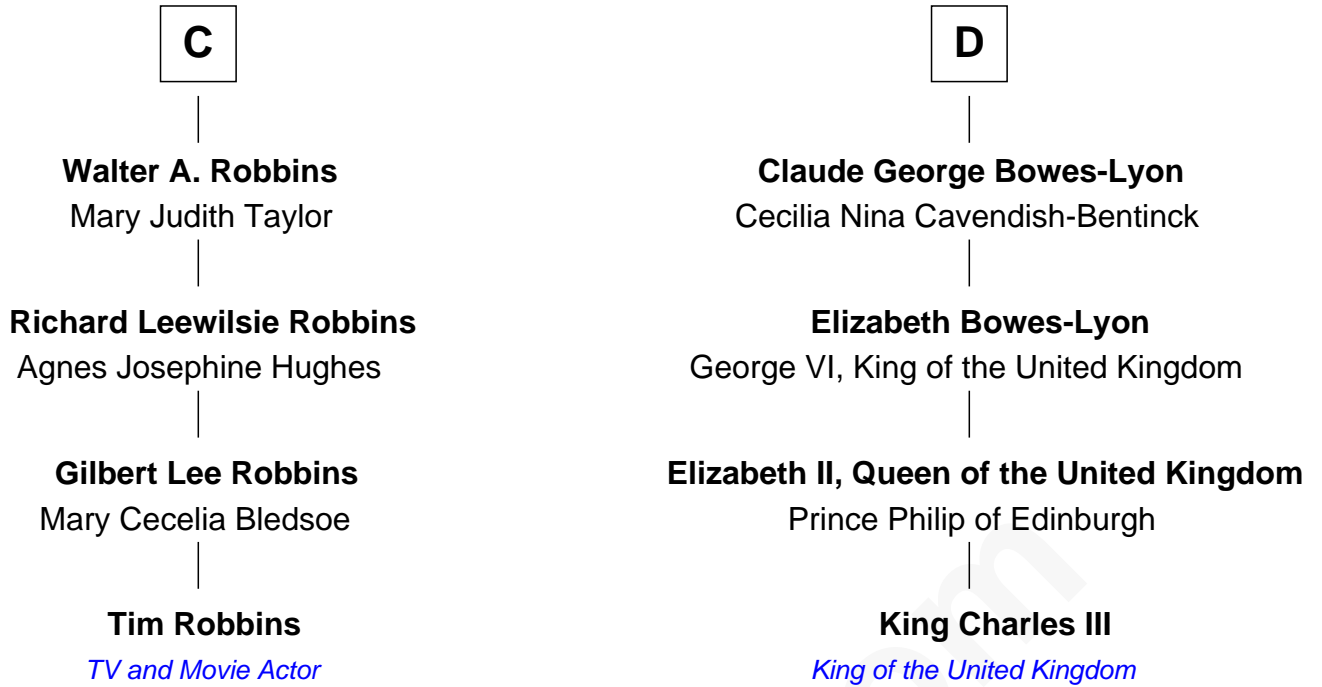 C
Walter A. Robbins
Mary Judith Taylor
Richard Leewilsie Robbins
Agnes Josephine Hughes
Gilbert Lee Robbins
Mary Cecelia Bledsoe
Tim Robbins
TV and Movie Actor
D
Claude George Bowes-Lyon
Cecilia Nina Cavendish-Bentinck
Elizabeth Bowes-Lyon
George VI, King of the United Kingdom
Elizabeth II, Queen of the United Kingdom
Prince Philip of Edinburgh
King Charles III
King of the United Kingdom